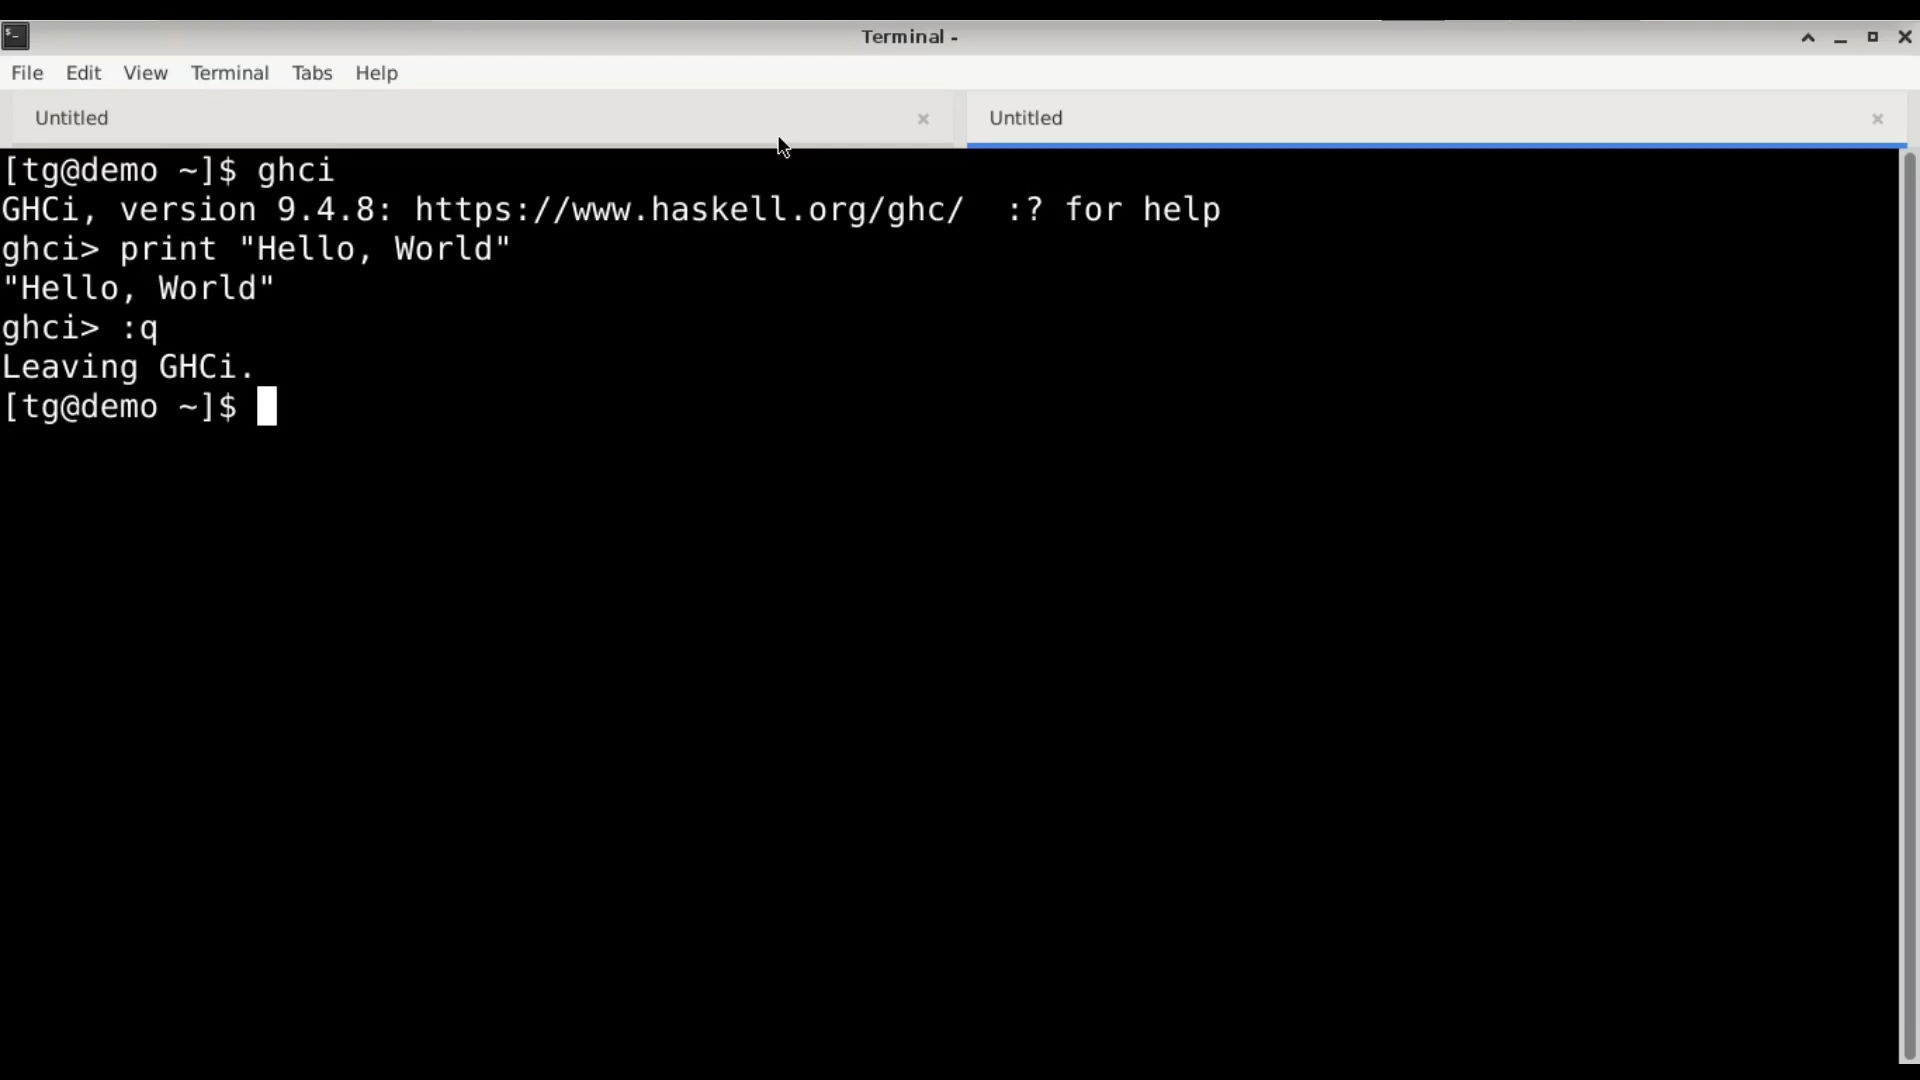 Terminal -
File Edit View Terminal Tabs Help
Untitled Untitled
[tg@demo ~]$ ghci
GHCi, version 9.4.8: https://www.haskell.org/ghc/  :? for help
ghci> print "Hello, World"
"Hello, World"
ghci> :q
Leaving GHCi.
[tg@demo ~]$